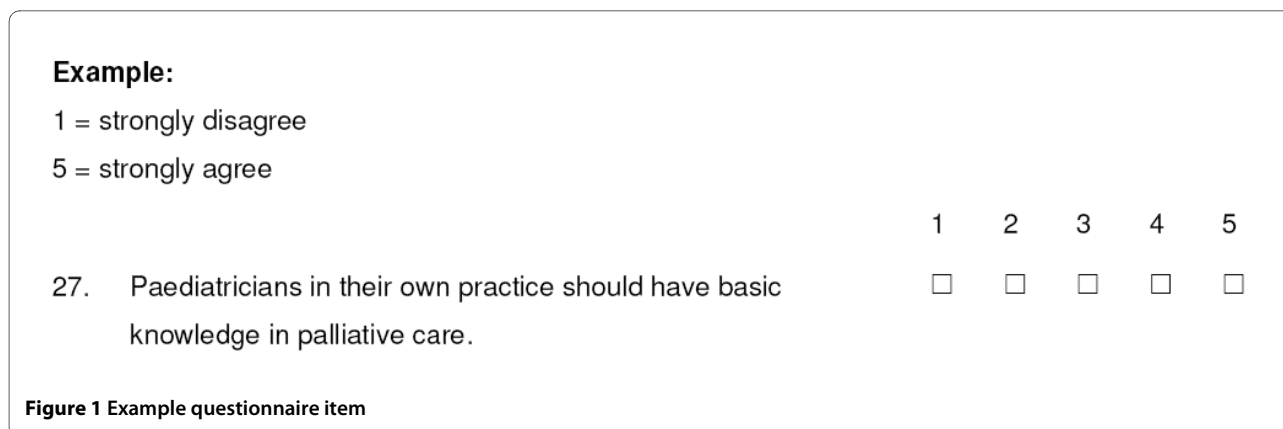 Example:
1 = strongly disagree
5 = strongly agree
1 2 3 4 5
27. Paediatricians in their own practice should have basic □ □ □ □ □
knowledge in palliative care.
Figure 1 Example questionnaire item